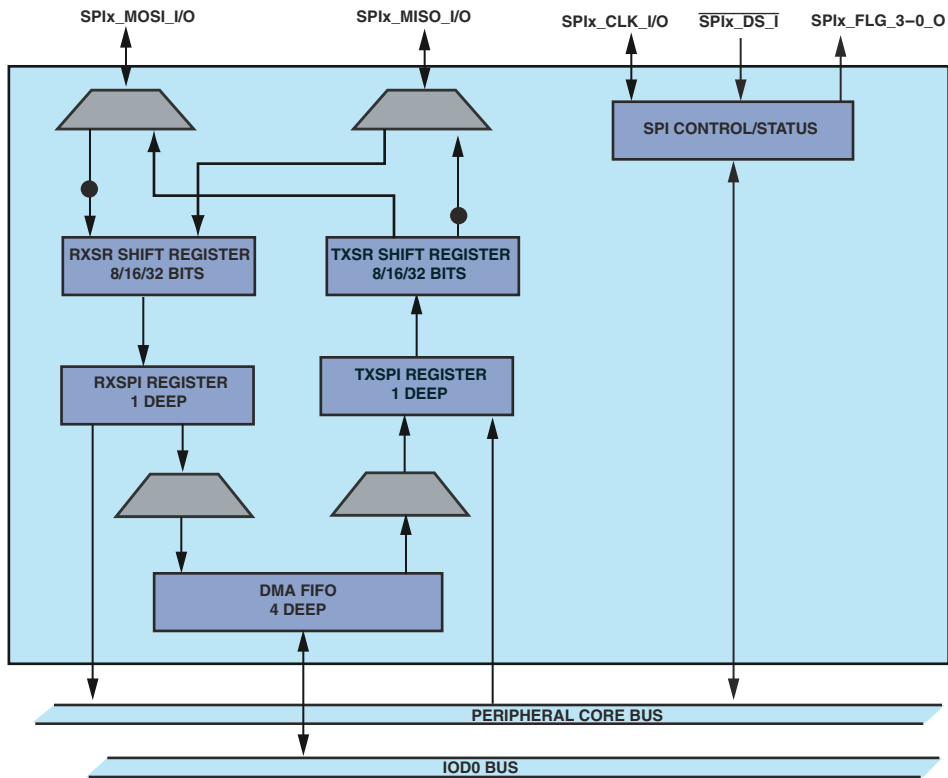 SPIx_MOSI_I/O
SPIx_MISO_I/O
SPIx_CLK_I/O
SPIx_DS_I
SPIx_FLG_3–0_O
SPI CONTROL/STATUS
RXSR SHIFT REGISTER
8/16/32 BITS
TXSR SHIFT REGISTER
8/16/32 BITS
RXSPI REGISTER
1 DEEP
TXSPI REGISTER
1 DEEP
DMA FIFO
4 DEEP
PERIPHERAL CORE BUS
IOD0 BUS